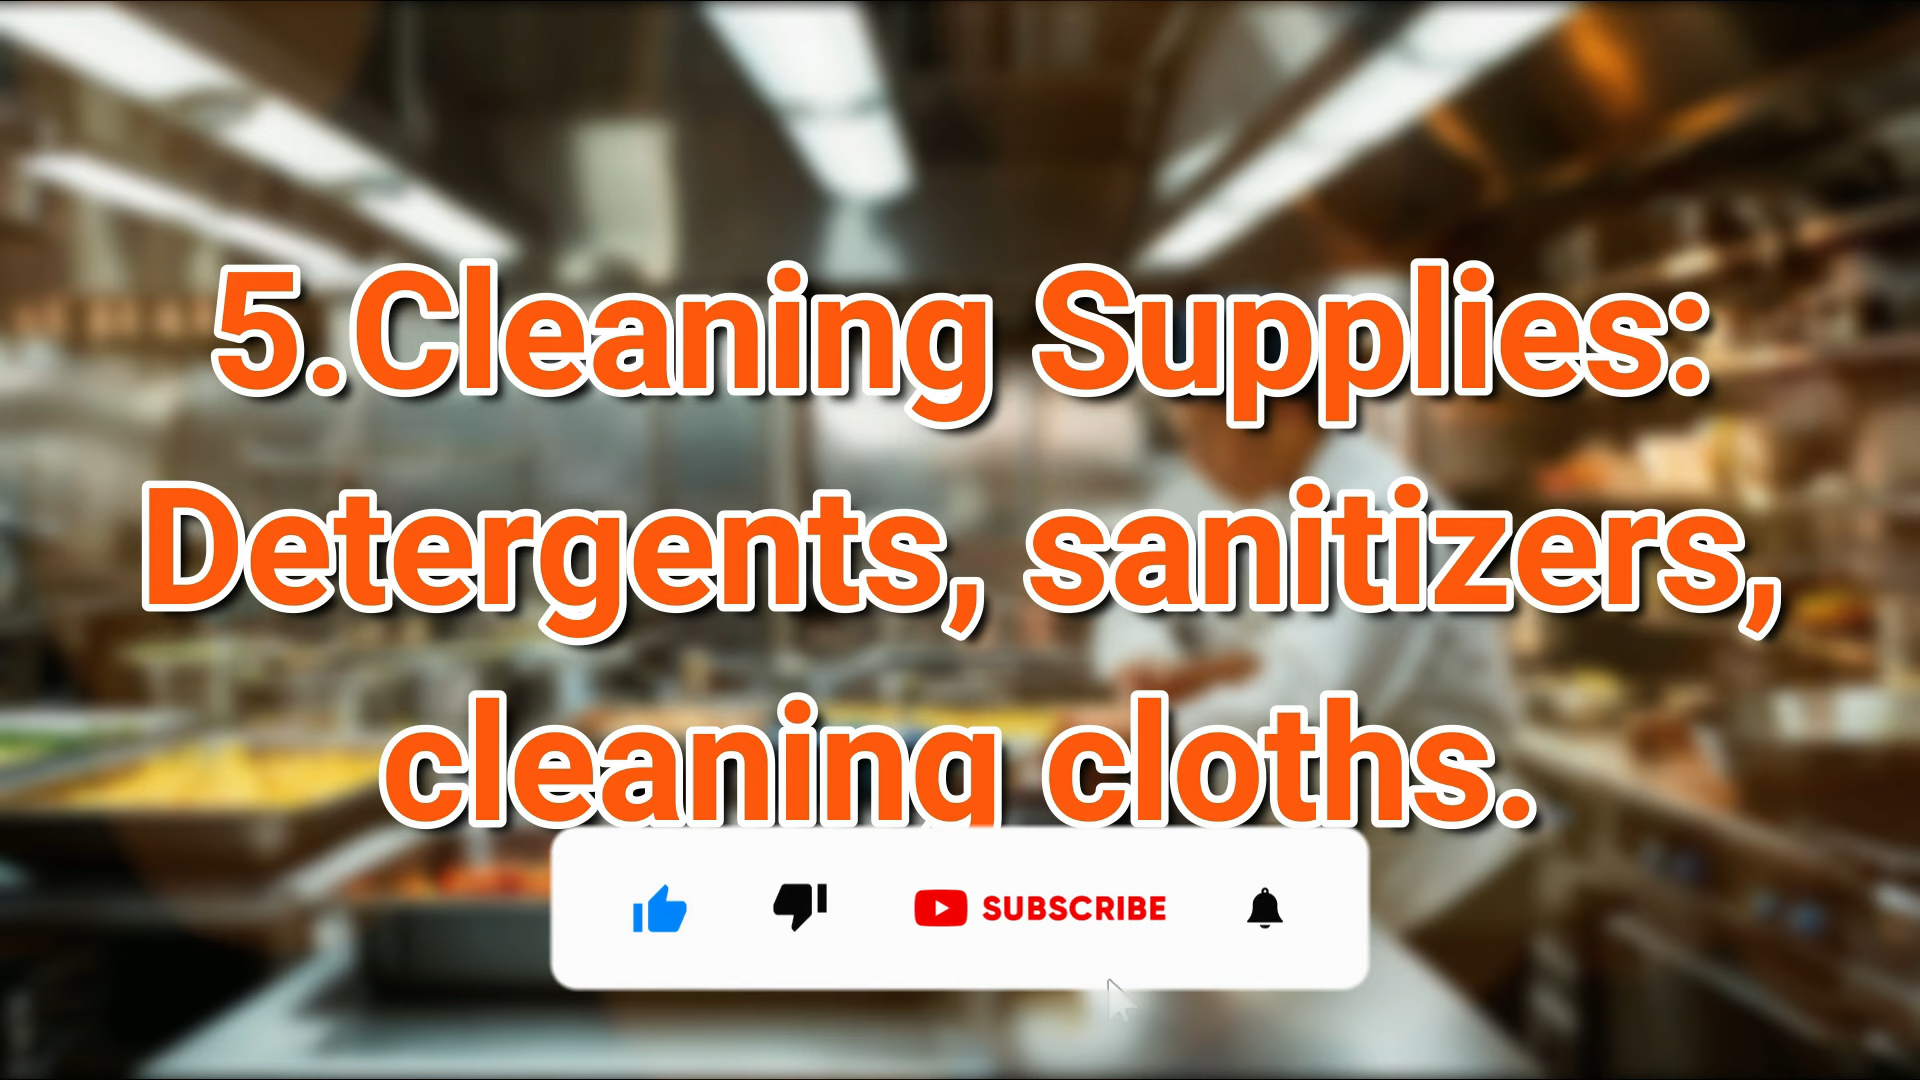 5.Cleaning Supplies:
Detergents, sanitizers,
cleaning cloths.
SUBSCRIBE